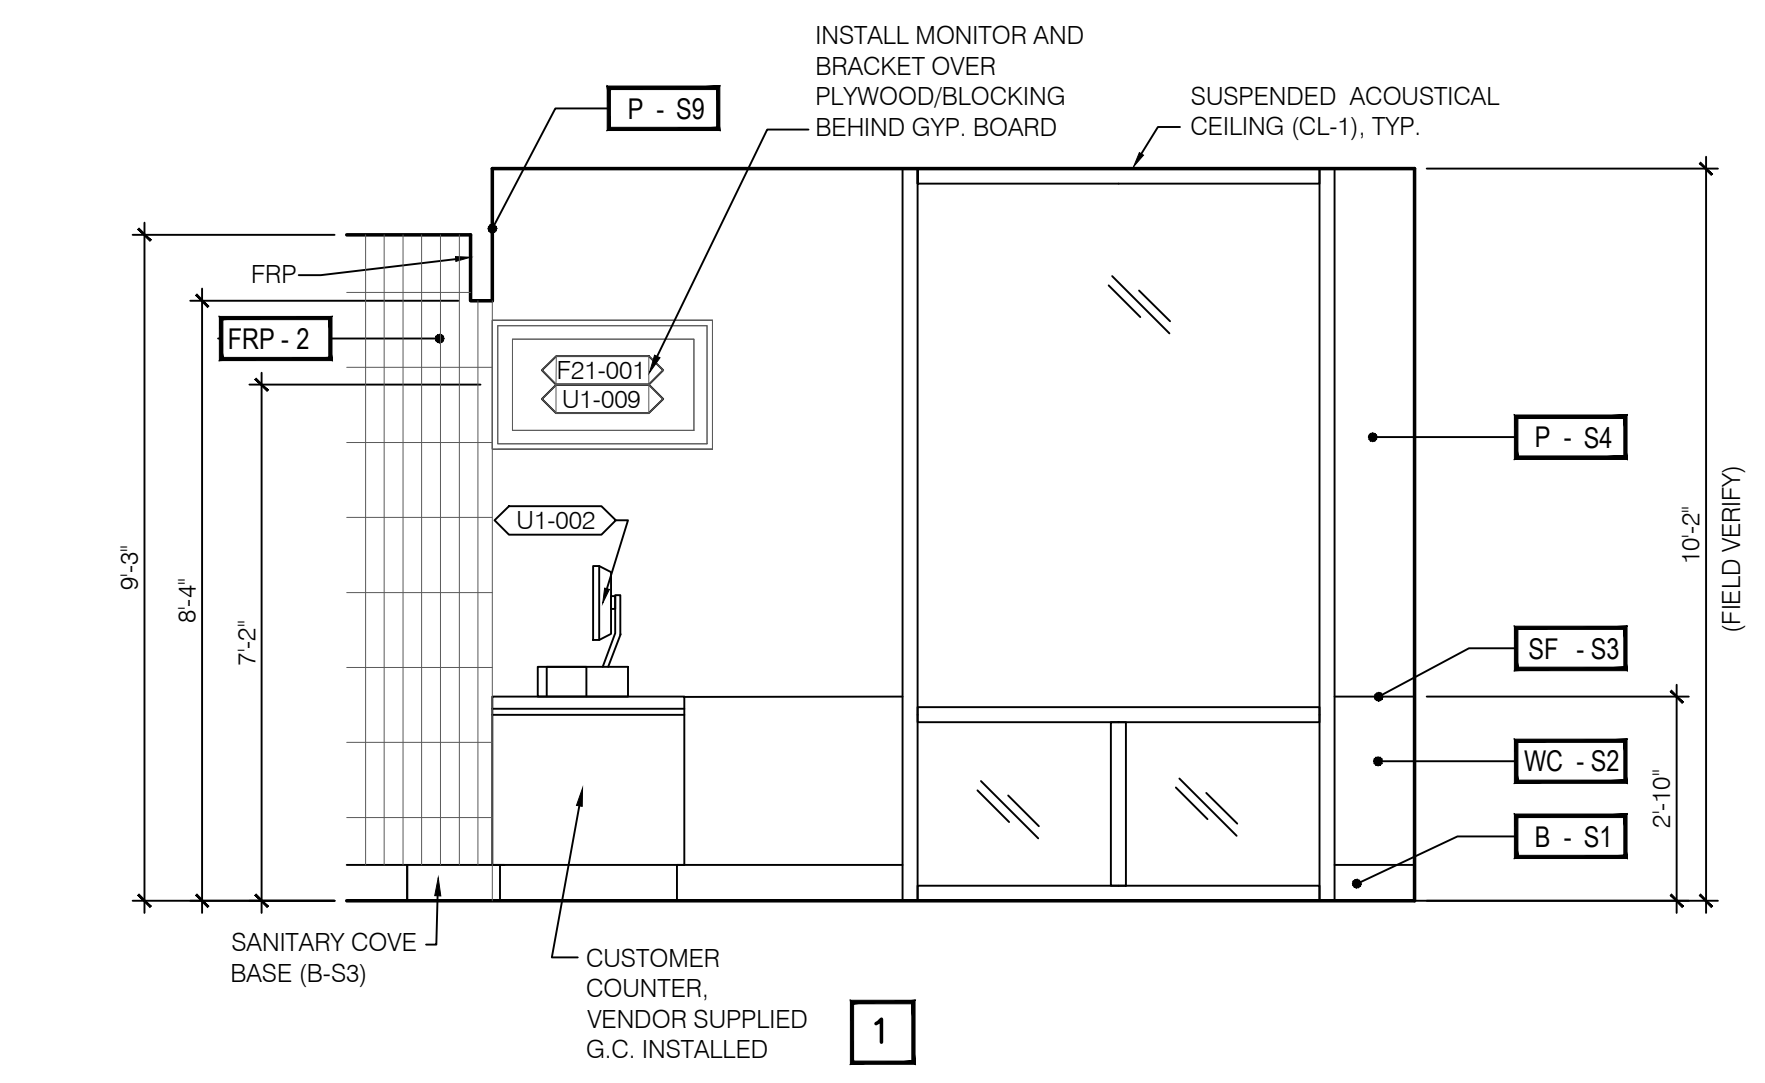 INSTALL MONITOR AND
BRACKET OVER
PLYWOOD/BLOCKING
BEHIND GYP. BOARD
P - S9
SUSPENDED ACOUSTICAL
CEILING (CL-1), TYP.
FRP
FRP - 2
F21-001
U1-009
P - S4
U1-002
9'-3"
8'-4"
7'-2"
10'-2"
(FIELD VERIFY)
SF - S3
WC - S2
2'-10"
B - S1
SANITARY COVE
BASE (B-S3)
CUSTOMER
COUNTER,
VENDOR SUPPLIED
G.C. INSTALLED
1